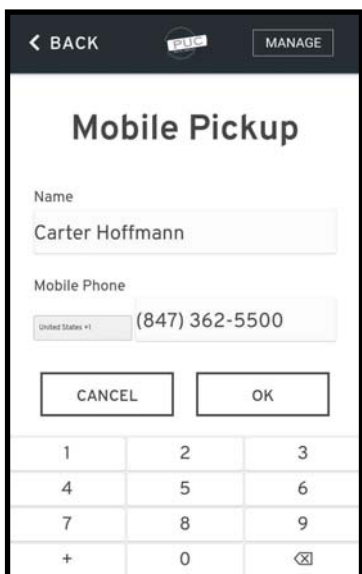 < BACK
PUC
MANAGE
Mobile Pickup
Name
Carter Hoffmann
Mobile Phone
United States +1
(847) 362-5500
CANCEL
OK
1 2 3
4 5 6
7 8 9
+ 0